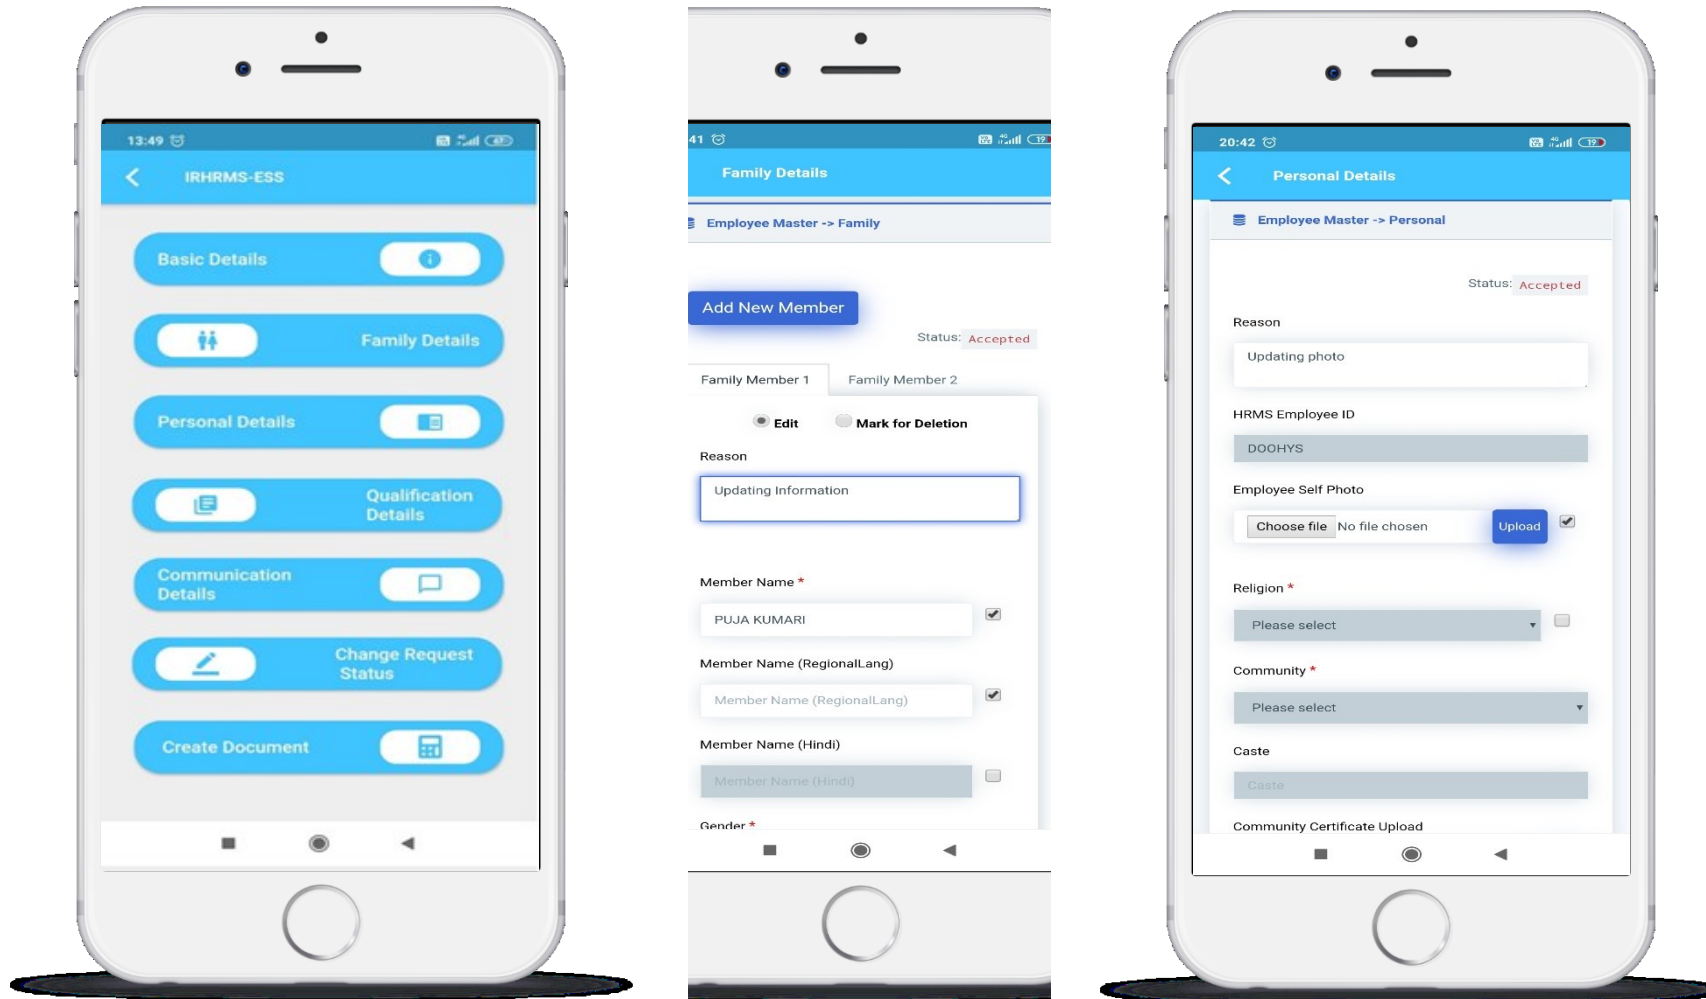 13:49
IRHRMS-ESS
Basic Details
Family Details
Personal Details
Qualification
Details
Communication
Details
Change Request
Status
Create Document
41
19
Family Details
Employee Master -> Family
Add New Member
Status: Accepted
Family Member 1 Family Member 2
Edit Mark for Deletion
Reason
Updating Information
Member Name *
PUJA KUMARI
Member Name (RegionalLang)
Member Name (RegionalLang)
Member Name (Hindi)
Member Name (Hindi)
Gender *
20:42 19
Personal Details
Employee Master -> Personal
Status: Accepted
Reason
Updating photo
HRMS Employee ID
DOOHYS
Employee Self Photo
Choose file No file chosen Upload
Religion *
Please select
Community *
Please select
Caste
Caste
Community Certificate Upload